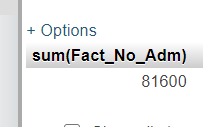 + Options
sum(Fact_No_Adm)
81600